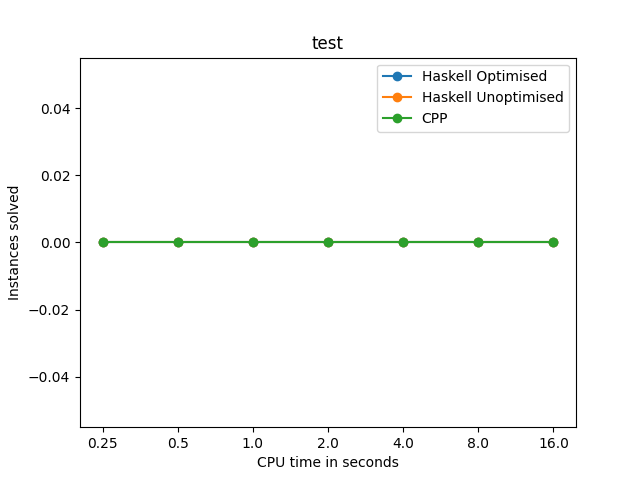 test
Haskell Optimised
Haskell Unoptimised
CPP
Instances solved
0.04
0.02
0.00
−0.02
−0.04
0.25 0.5 1.0 2.0 4.0 8.0 16.0
CPU time in seconds